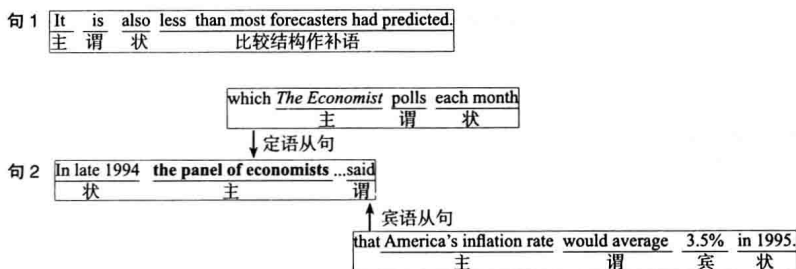 句 1 It is also less than most forecasters had predicted.
主 谓 状 比较结构作补语
which The Economist polls each month
主 谓 状
定语从句
句 2 In late 1994 the panel of economists ...said
状 主 谓
宾语从句
that America's inflation rate would average 3.5% in 1995.
主 谓 宾 状